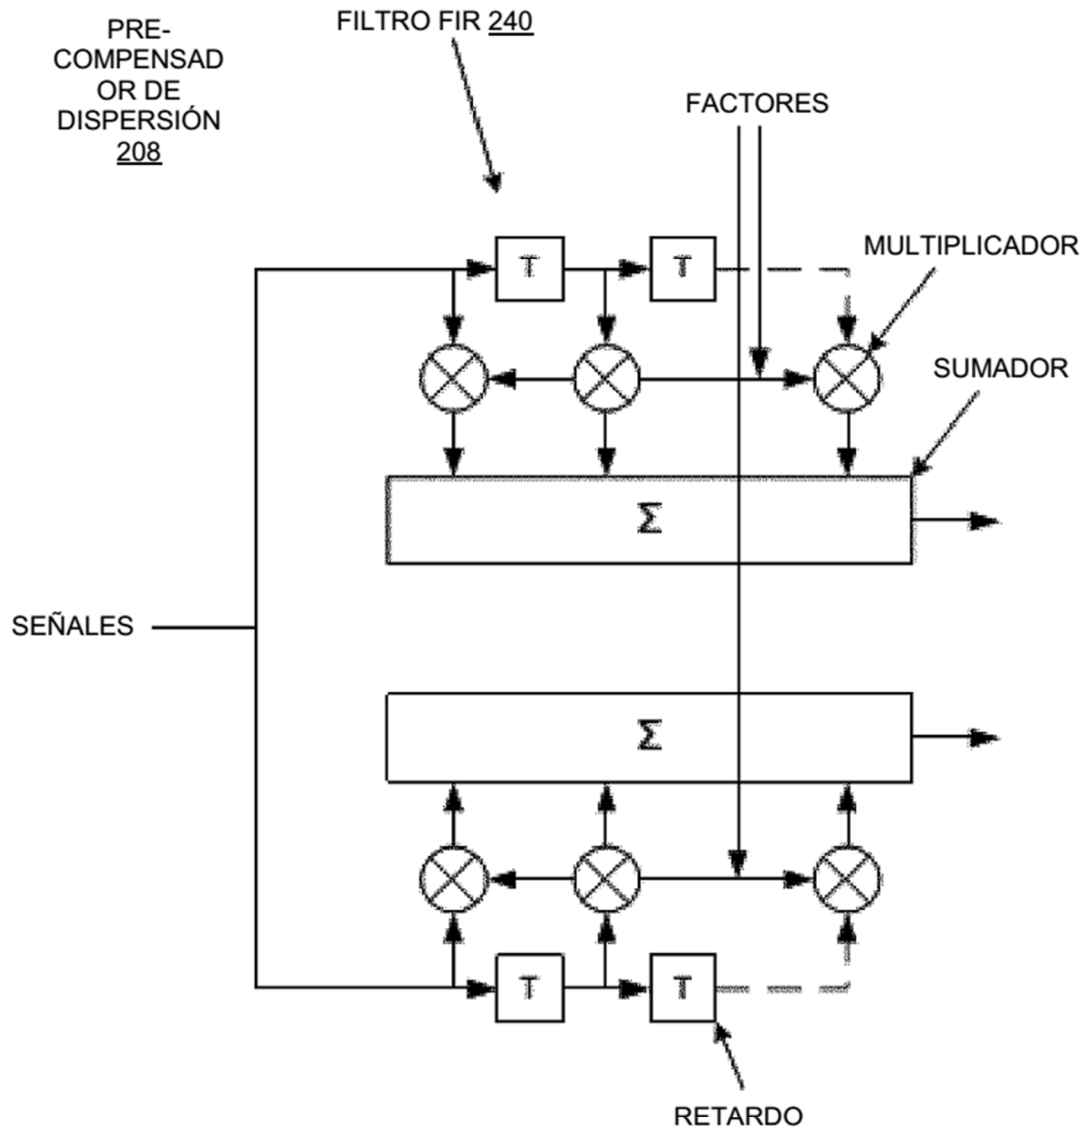 PRE-
COMPENSAD
OR DE
DISPERSIÓN
208
FILTRO FIR 240
FACTORES
MULTIPLICADOR
T
T
SUMADOR
Σ
SEÑALES
Σ
T
T
RETARDO